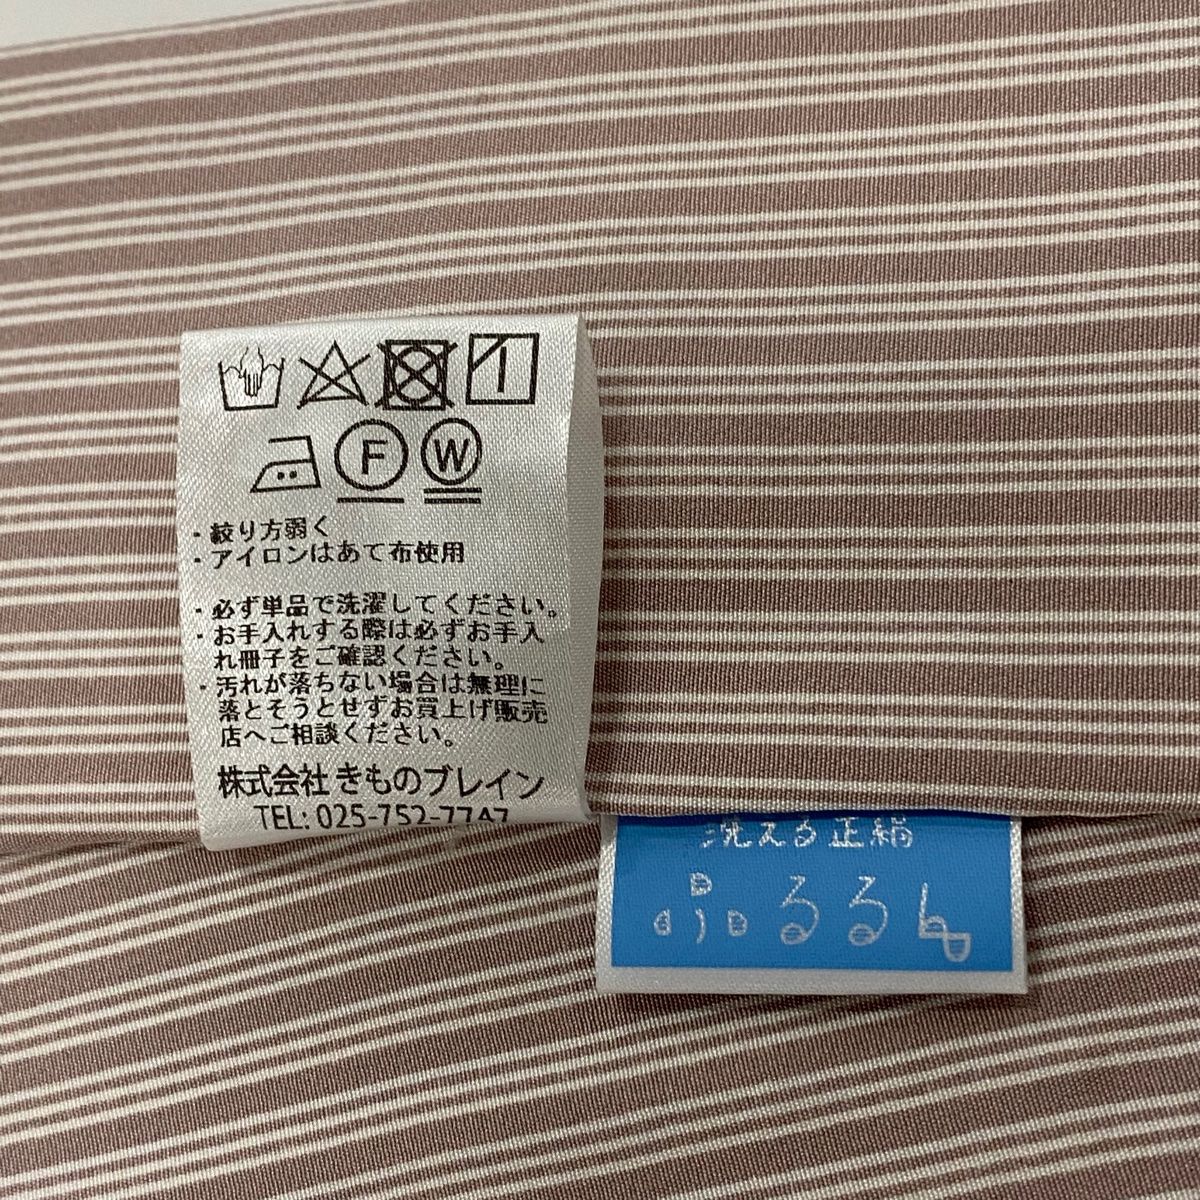 F W
・絞り方弱く
・アイロンはあて布使用
・必ず単品で洗濯してください。
・お手入れする際は必ずお手入
れ冊子をご確認ください。
・汚れが落ちない場合は無理に
落とそうとせずお買上げ販売
店へご相談ください。
株式会社 きものブレイン
TEL: 025-752-7747
洗える正絹
ふるるん